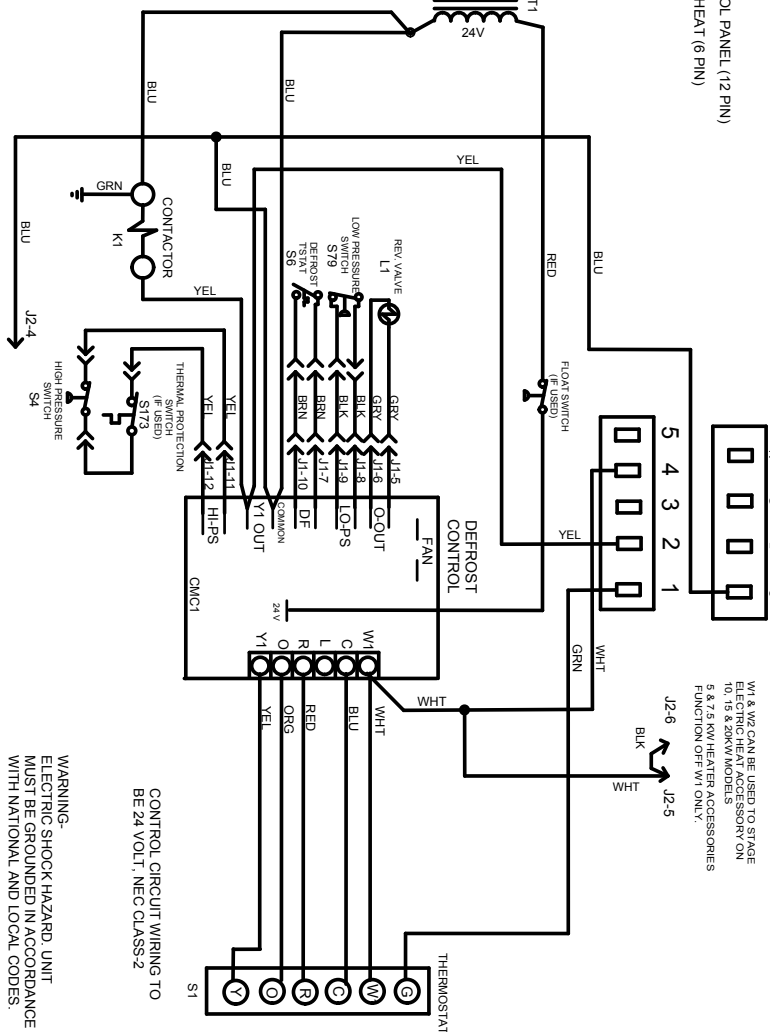 OL PANEL (12 PIN)
HEAT (6 PIN)
T1
24V
BLU
BLU
YEL
RED
BLU
BLU
GRN
CONTACTOR
K1
BLU
J2-4
YEL
REV. VALVE
L1
LOW PRESSURE
SWITCH
S79
DEFROST
T'STAT
S6
FLOAT SWITCH
(IF USED)
THERMAL PROTECTION
SWITCH
(IF USED)
S173
HIGH PRESSURE
SWITCH
S4
GRY
GRY
BLK
BLK
BRN
BRN
YEL
YEL
J1-5
J1-6
J1-8
J1-9
J1-7
J1-10
J1-11
J1-12
O-OUT
LO-PS
DF
COMMON
Y1 OUT
HI-PS
FAN
DEFROST
CONTROL
24V
CMC1
W1
C
L
R
O
Y1
5
4
3
2
1
YEL
GRN
WHT
WHT
WHT
BLK
J2-6
J2-5
W1 & W2 CAN BE USED TO STAGE
ELECTRIC HEAT ACCESSORY ON
10, 15 & 20KW MODELS
5 & 7.5 KW HEATER ACCESSORIES
FUNCTION OFF W1 ONLY.
WHT
BLU
RED
ORG
YEL
THERMOSTAT
G
W
C
R
O
Y
S1
CONTROL CIRCUIT WIRING TO
BE 24 VOLT, NEC CLASS-2
WARNING-
ELECTRIC SHOCK HAZARD. UNIT
MUST BE GROUNDED IN ACCORDANCE
WITH NATIONAL AND LOCAL CODES.